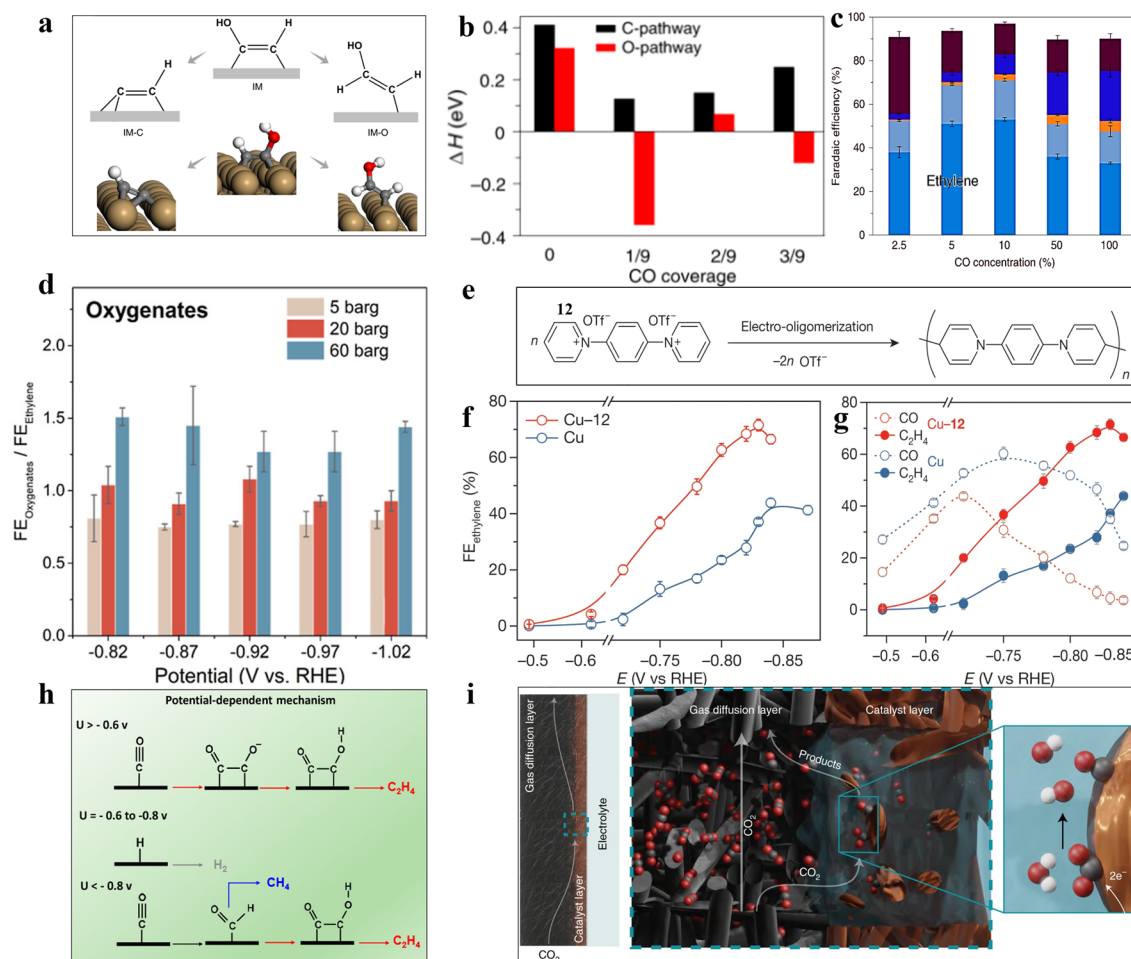 a
HO
H
C
C
IM
H
C
C
IM-C
HO
C
H
C
H
IM-O
b
C-pathway
O-pathway
0.4
0.2
0
−0.2
−0.4
ΔH (eV)
0
1/9
2/9
3/9
CO coverage
c
100
80
60
40
20
0
Faradaic efficiency (%)
Ethylene
2.5
5
10
50
100
CO concentration (%)
d
Oxygenates
5 barg
20 barg
60 barg
2.0
1.5
1.0
0.5
0.0
FEOxygenates / FEEthylene
-0.82
-0.87
-0.92
-0.97
-1.02
Potential (V vs. RHE)
e
12
OTf−
OTf−
n
N
+
N
+
Electro-oligomerization
−2n OTf−
N
N
n
f
Cu–12
Cu
80
60
40
20
0
FEethylene (%)
−0.5
−0.6
−0.75
−0.80
−0.85
E (V vs RHE)
g
CO
Cu–12
C2H4
CO
Cu
C2H4
80
60
40
20
0
−0.5
−0.6
−0.75
−0.80
−0.85
E (V vs RHE)
h
Potential-dependent mechanism
U > - 0.6 v
O
C
O
O−
O
O
H
C2H4
U = - 0.6 to -0.8 v
H
H2
U < - 0.8 v
O
C
O
C
H
CH4
O
O
H
C2H4
i
Gas diffusion layer
Catalyst layer
Electrolyte
CO2
Gas diffusion layer
Catalyst layer
Products
CO2
CO2
2e−